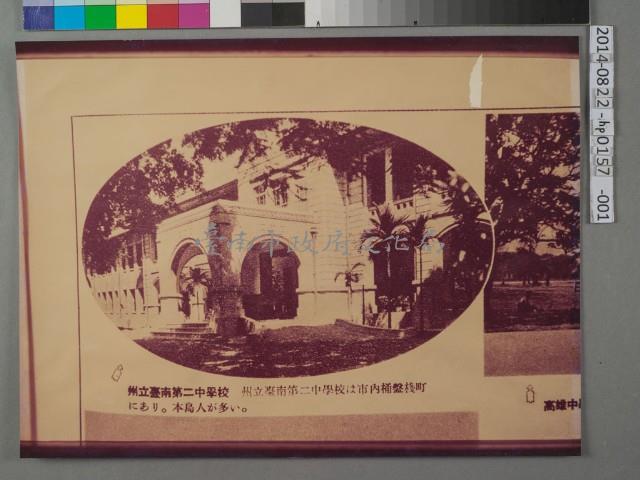 2014-0822-hp0157-001
臺南市政府文化局
州立臺南第二中學校 州立臺南第二中學校は市內桶盤棧町
にあり。本島人が多い。
高雄中